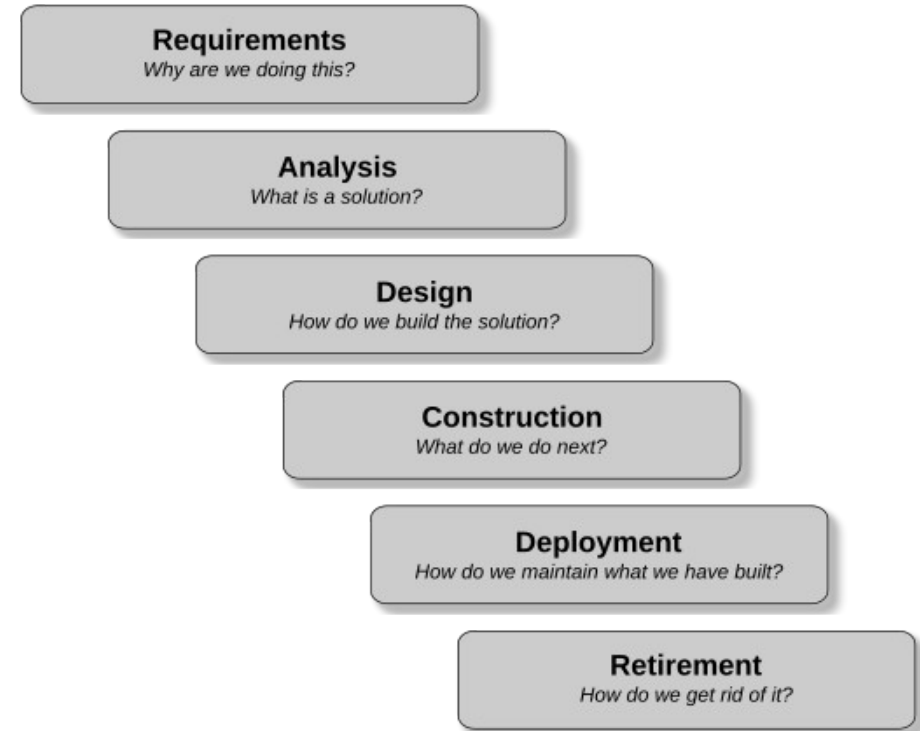 Requirements
Why are we doing this?
Analysis
What is a solution?
Design
How do we build the solution?
Construction
What do we do next?
Deployment
How do we maintain what we have built?
Retirement
How do we get rid of it?